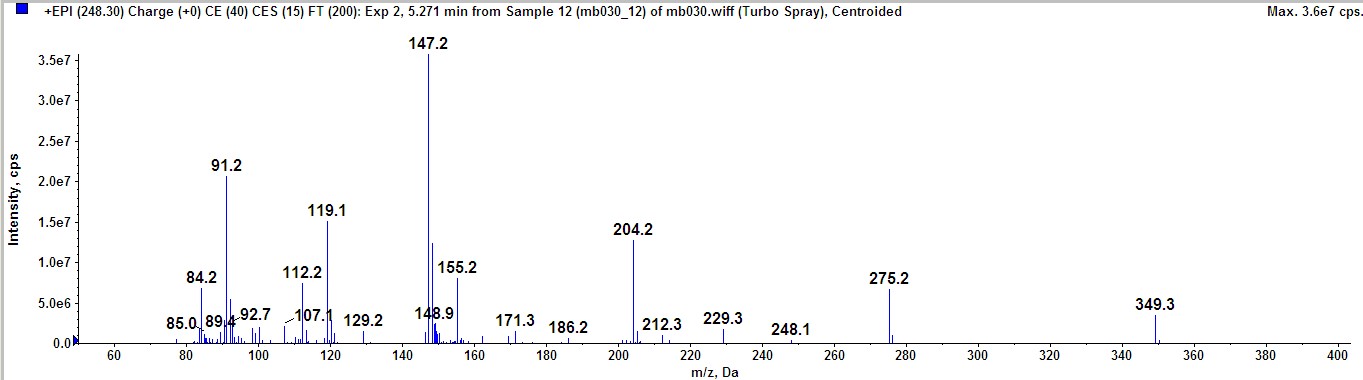 +EPI (248.30) Charge (+0) CE (40) CES (15) FT (200): Exp 2, 5.271 min from Sample 12 (mb030_12) of mb030.wiff (Turbo Spray), Centroided Max. 3.6e7 cps.
147.2
3.5e7
3.0e7
2.5e7
91.2
2.0e7
119.1
1.5e7
204.2
1.0e7
84.2 112.2 155.2 275.2
5.0e6
85.0 89.4 92.7 107.1 129.2 148.9 171.3 186.2 212.3 229.3 248.1 349.3
0.0
60 80 100 120 140 160 180 200 220 240 260 280 300 320 340 360 380 400
m/z, Da
Intensity, cps